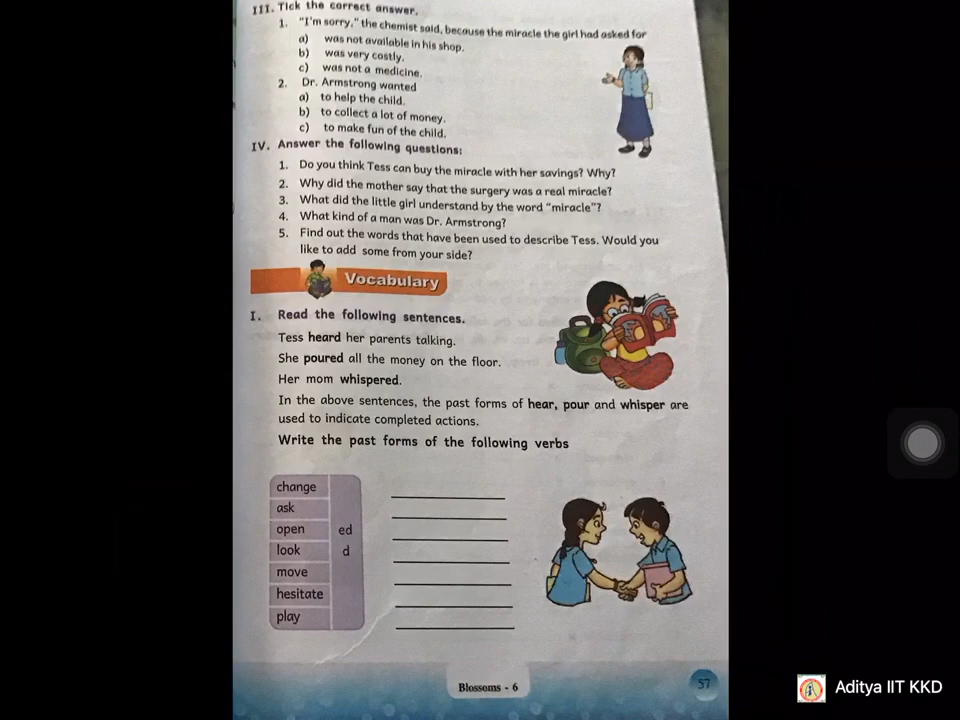 III. Tick the correct answer.
1. "I'm sorry," the chemist said, because the miracle the girl had asked for
a) was not available in his shop.
b) was very costly.
c) was not a medicine.
2. Dr. Armstrong wanted
a) to help the child.
b) to collect a lot of money.
c) to make fun of the child.
IV. Answer the following questions:
1. Do you think Tess can buy the miracle with her savings? Why?
2. Why did the mother say that the surgery was a real miracle?
3. What did the little girl understand by the word "miracle"?
4. What kind of a man was Dr. Armstrong?
5. Find out the words that have been used to describe Tess. Would you
like to add some from your side?
Vocabulary
I. Read the following sentences.
Tess heard her parents talking.
She poured all the money on the floor.
Her mom whispered.
In the above sentences, the past forms of hear, pour and whisper are
used to indicate completed actions.
Write the past forms of the following verbs
change
ask
open ed
look d
move
hesitate
play
Blossoms - 6
57
Aditya IIT KKD